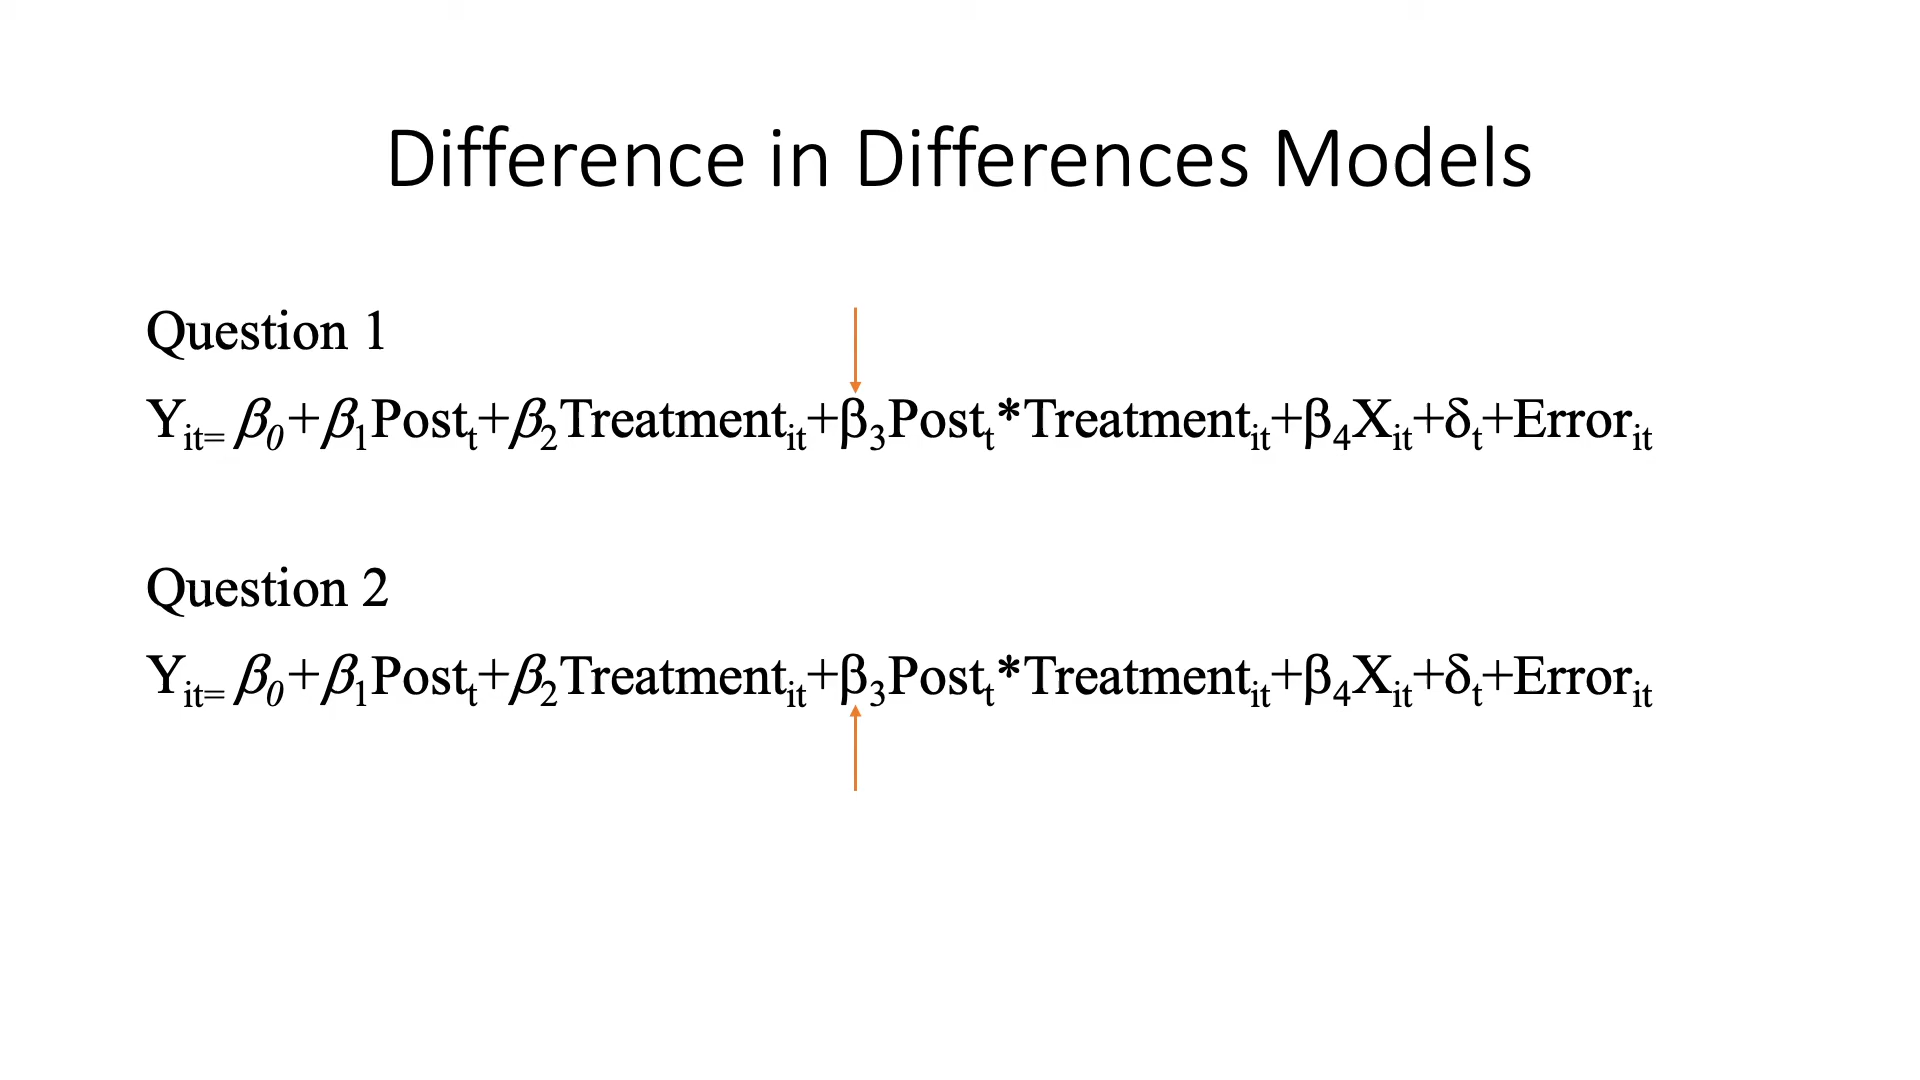 Difference in Differences Models
Question 1
Yit= β0+β1Postt+β2Treatmentit+β3Postt*Treatmentit+β4Xit+δt+Errorit
Question 2
Yit= β0+β1Postt+β2Treatmentit+β3Postt*Treatmentit+β4Xit+δt+Errorit